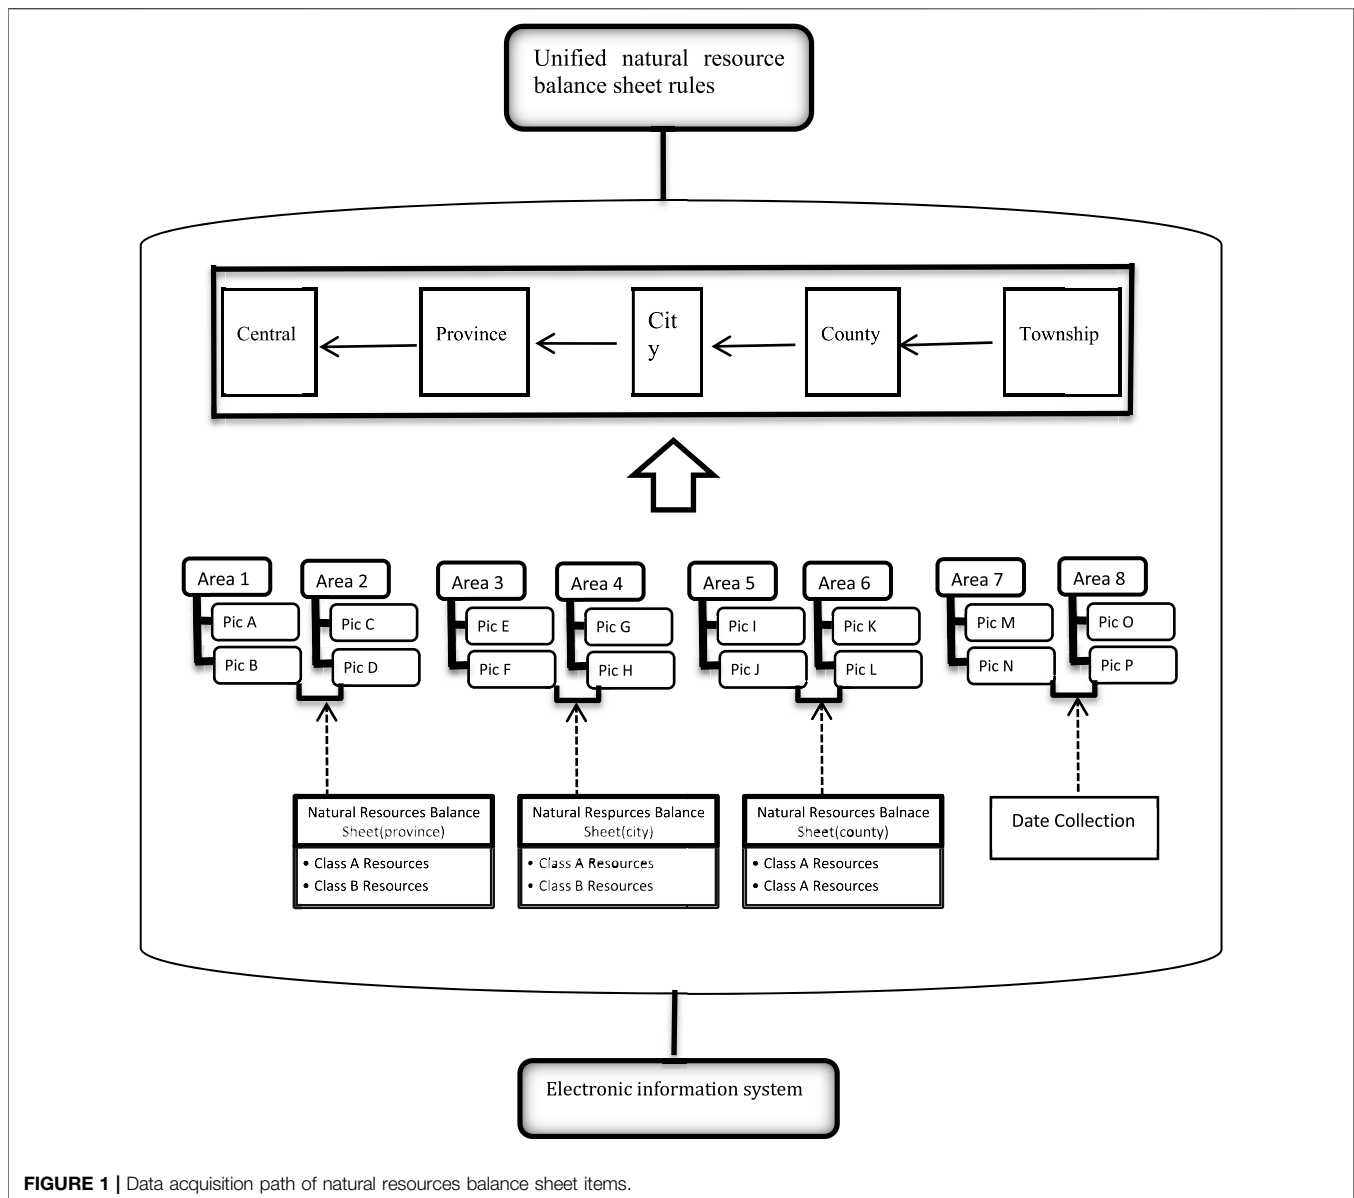 Unified natural resource
balance sheet rules
Central
Province
Cit
y
County
Township
Area 1
Area 2
Area 3
Area 4
Area 5
Area 6
Area 7
Area 8
Pic A
Pic C
Pic E
Pic G
Pic I
Pic K
Pic M
Pic O
Pic B
Pic D
Pic F
Pic H
Pic J
Pic L
Pic N
Pic P
Natural Resources Balance
Sheet(province)
• Class A Resources
• Class B Resources
Natural Respurces Balance
Sheet(city)
• Class A Resources
• Class B Resources
Natural Resources Balnace
Sheet(county)
• Class A Resources
• Class A Resources
Date Collection
Electronic information system
FIGURE 1 | Data acquisition path of natural resources balance sheet items.